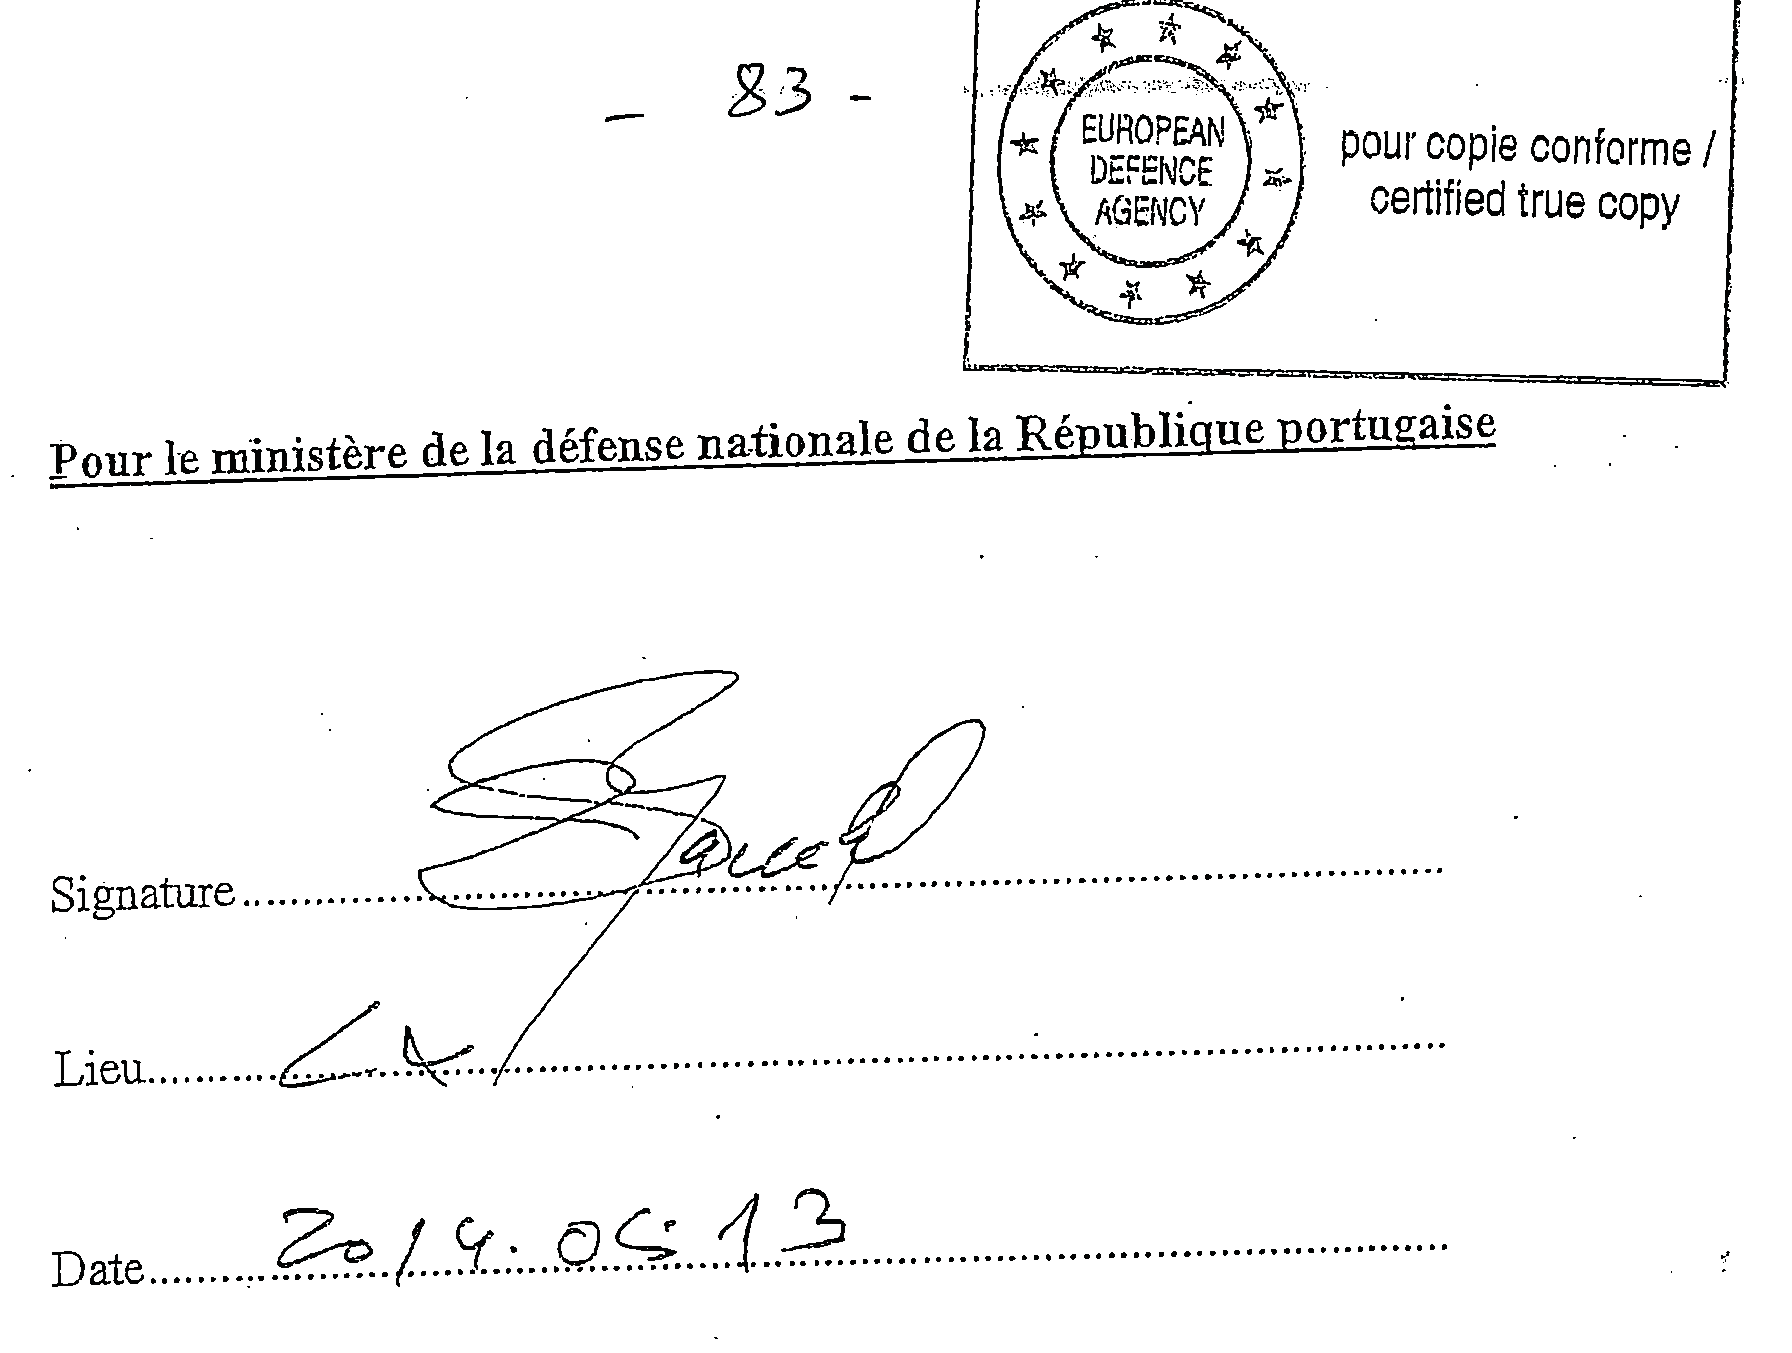 - 83 -
EUROPEAN
DEFENCE
AGENCY
pour copie conforme /
certified true copy
Pour le ministère de la défense nationale de la République portugaise
Signature
Lieu
Date 2014.05.13